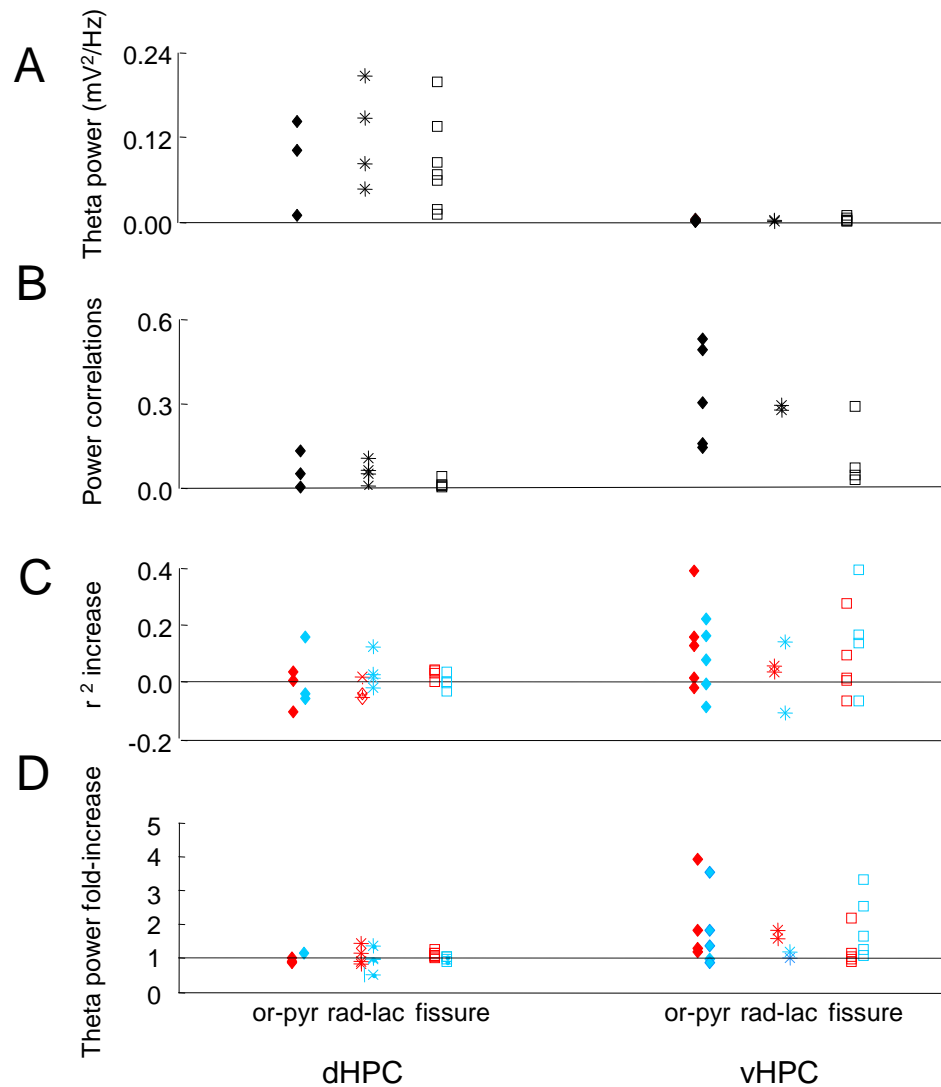 A
Theta power (mV²/Hz)
0.24
0.12
0.00
B
Power correlations
0.6
0.3
0.0
C
r ² increase
0.4
0.2
0.0
-0.2
D
Theta power fold-increase
5
4
3
2
1
0
or-pyr rad-lac fissure or-pyr rad-lac fissure
dHPC vHPC